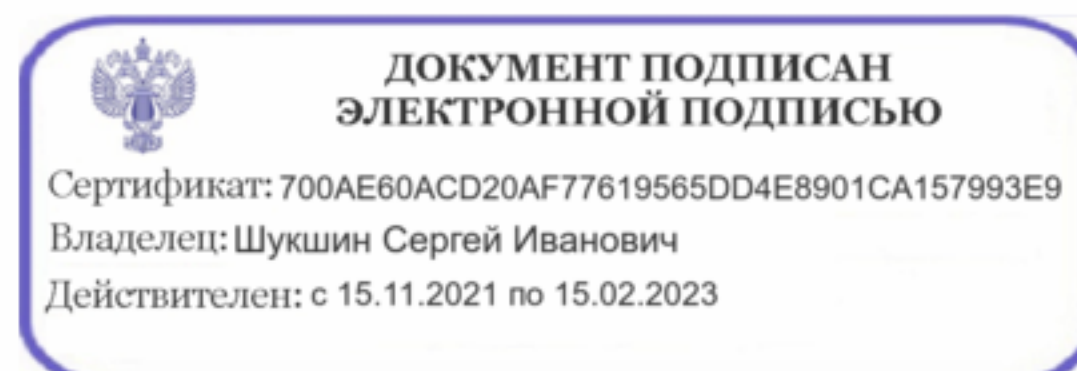 ДОКУМЕНТ ПОДПИСАН
ЭЛЕКТРОННОЙ ПОДПИСЬЮ
Сертификат: 700AE60ACD20AF77619565DD4E8901CA157993E9
Владелец: Шукшин Сергей Иванович
Действителен: с 15.11.2021 по 15.02.2023